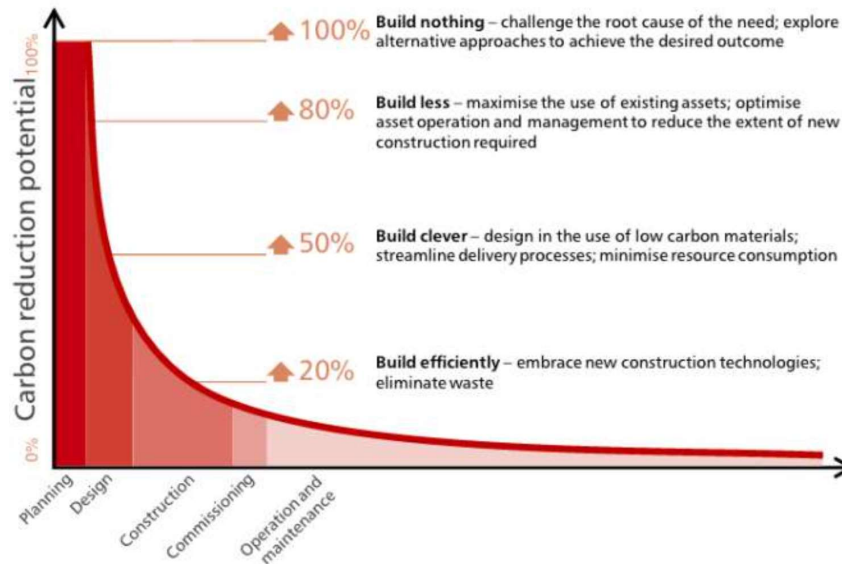 Carbon reduction potential
100%
0%
100%
Build nothing – challenge the root cause of the need; explore
alternative approaches to achieve the desired outcome
80%
Build less – maximise the use of existing assets; optimise
asset operation and management to reduce the extent of new
construction required
50%
Build clever – design in the use of low carbon materials;
streamline delivery processes; minimise resource consumption
20%
Build efficiently – embrace new construction technologies;
eliminate waste
Planning
Design
Construction
Commissioning
Operation and
maintenance